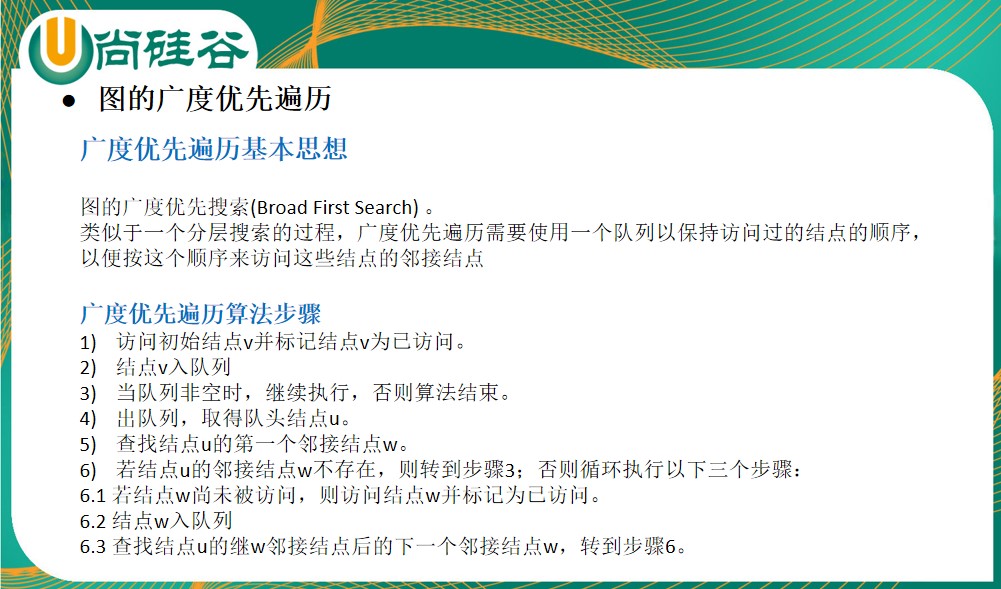 尚硅谷
● 图的广度优先遍历
广度优先遍历基本思想
图的广度优先搜索(Broad First Search) 。
类似于一个分层搜索的过程，广度优先遍历需要使用一个队列以保持访问过的结点的顺序，
以便按这个顺序来访问这些结点的邻接结点
广度优先遍历算法步骤
1) 访问初始结点v并标记结点v为已访问。
2) 结点v入队列
3) 当队列非空时，继续执行，否则算法结束。
4) 出队列，取得队头结点u。
5) 查找结点u的第一个邻接结点w。
6) 若结点u的邻接结点w不存在，则转到步骤3；否则循环执行以下三个步骤：
6.1 若结点w尚未被访问，则访问结点w并标记为已访问。
6.2 结点w入队列
6.3 查找结点u的继w邻接结点后的下一个邻接结点w，转到步骤6。